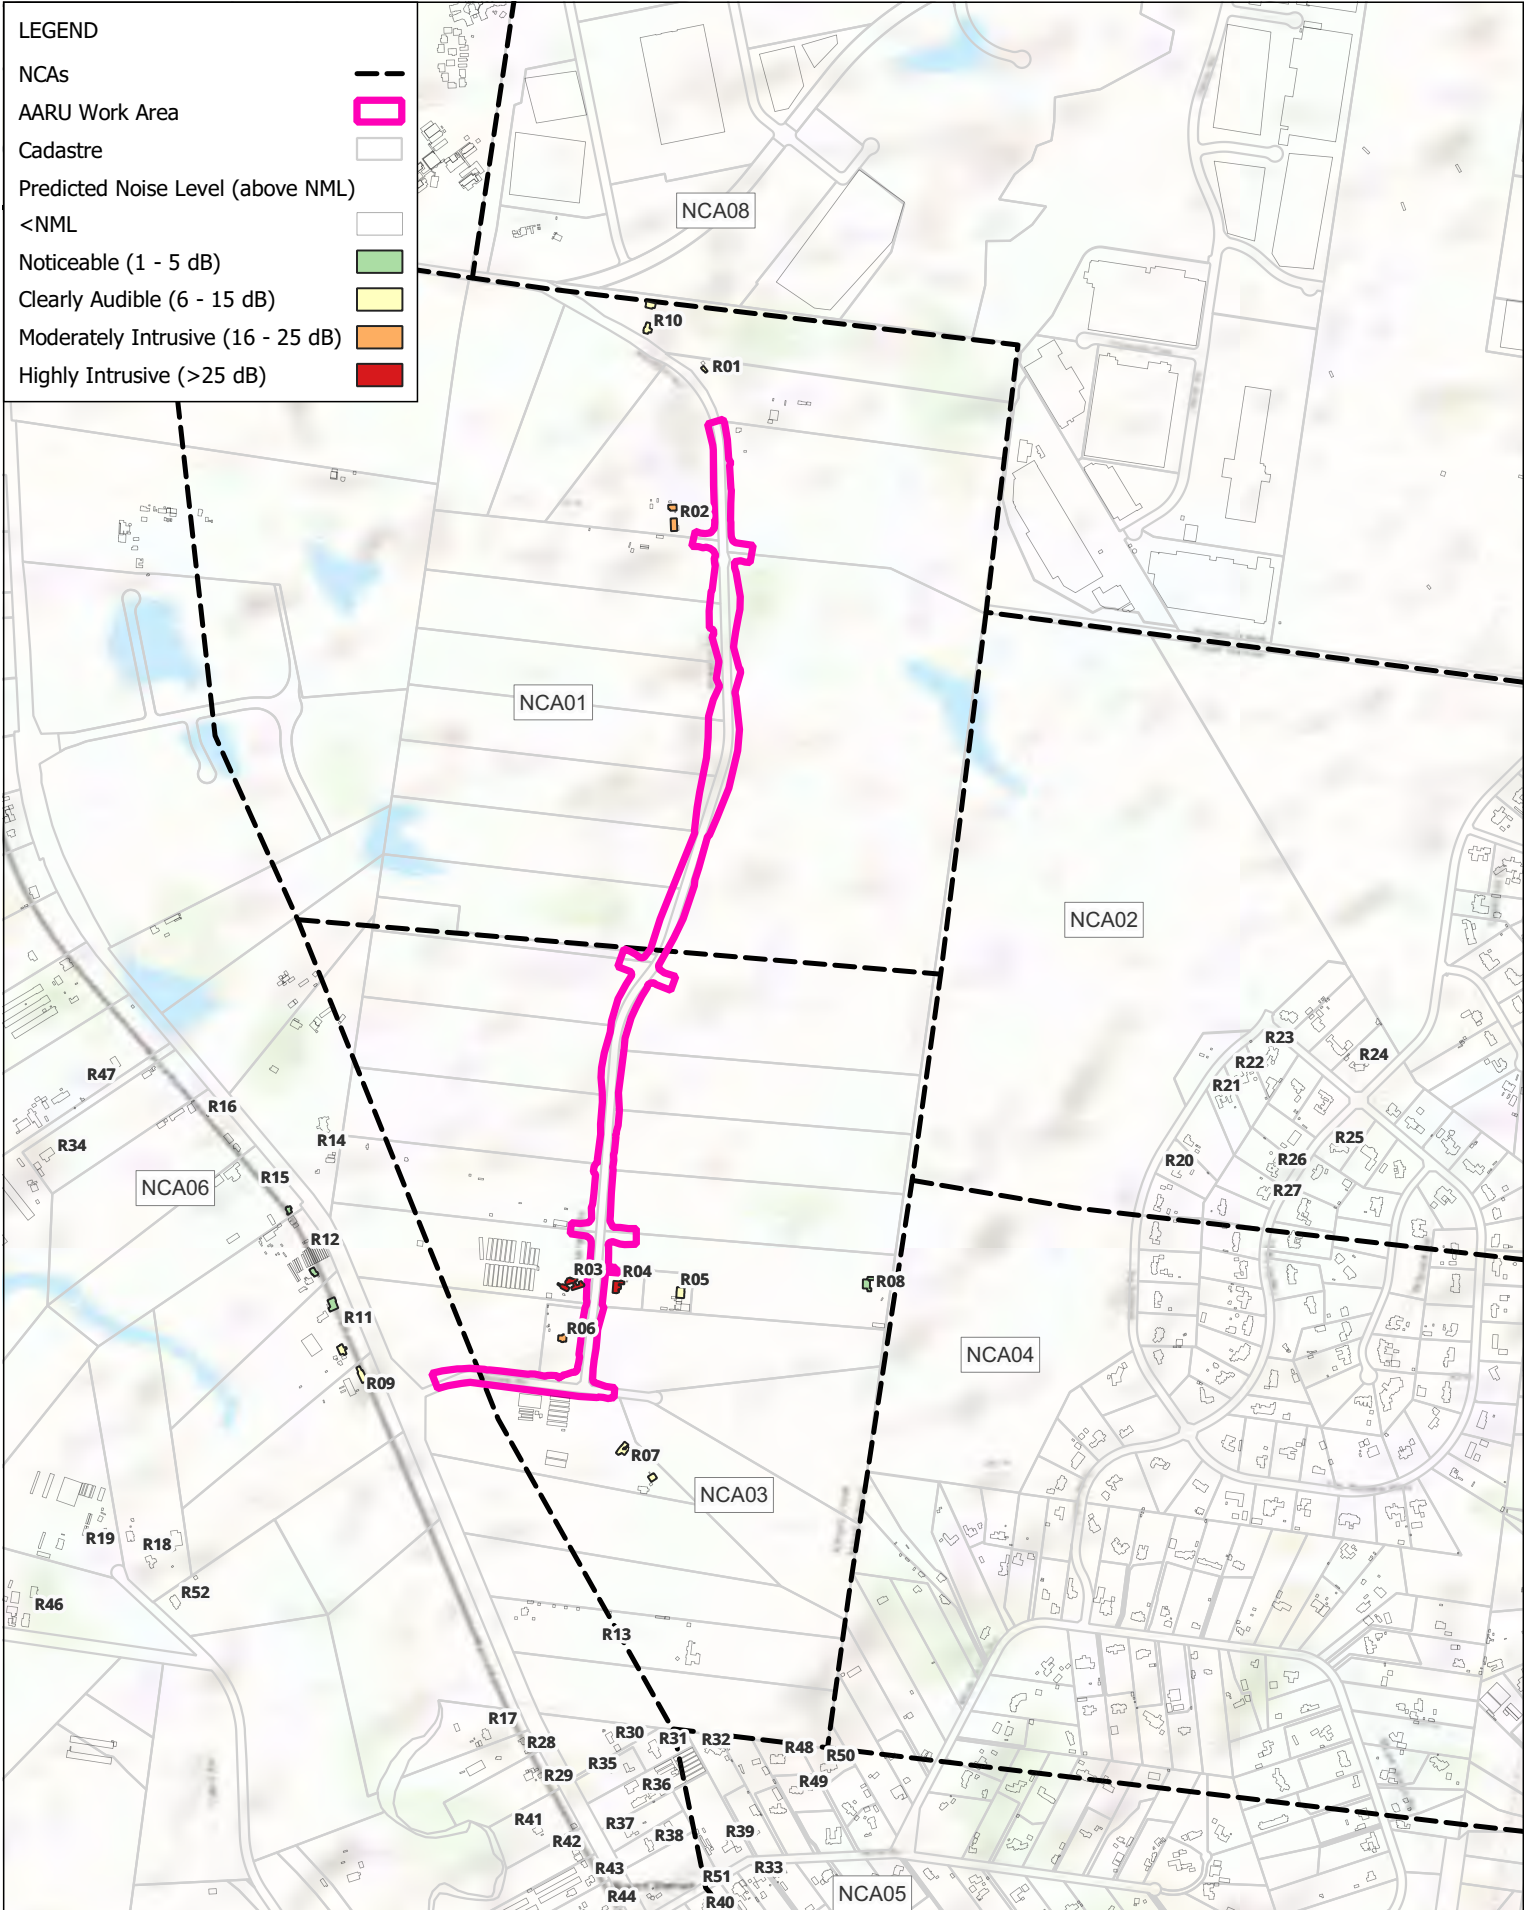 LEGEND
NCAs
AARU Work Area
Cadastre
Predicted Noise Level (above NML)
<NML
Noticeable (1 - 5 dB)
Clearly Audible (6 - 15 dB)
Moderately Intrusive (16 - 25 dB)
Highly Intrusive (>25 dB)
NCA08
R10
R01
R02
NCA01
NCA02
R23
R24
R22
R21
R47
R16
R14
R34
R25
R20
R26
R15
NCA06
R27
R12
R03
R04
R05
R08
R11
R06
NCA04
R09
R07
NCA03
R19
R18
R52
R46
R13
R17
R30
R31
R32
R28
R48
R50
R35
R29
R36
R49
R41
R37
R38
R39
R42
R43
R33
R51
R44
R40
NCA05